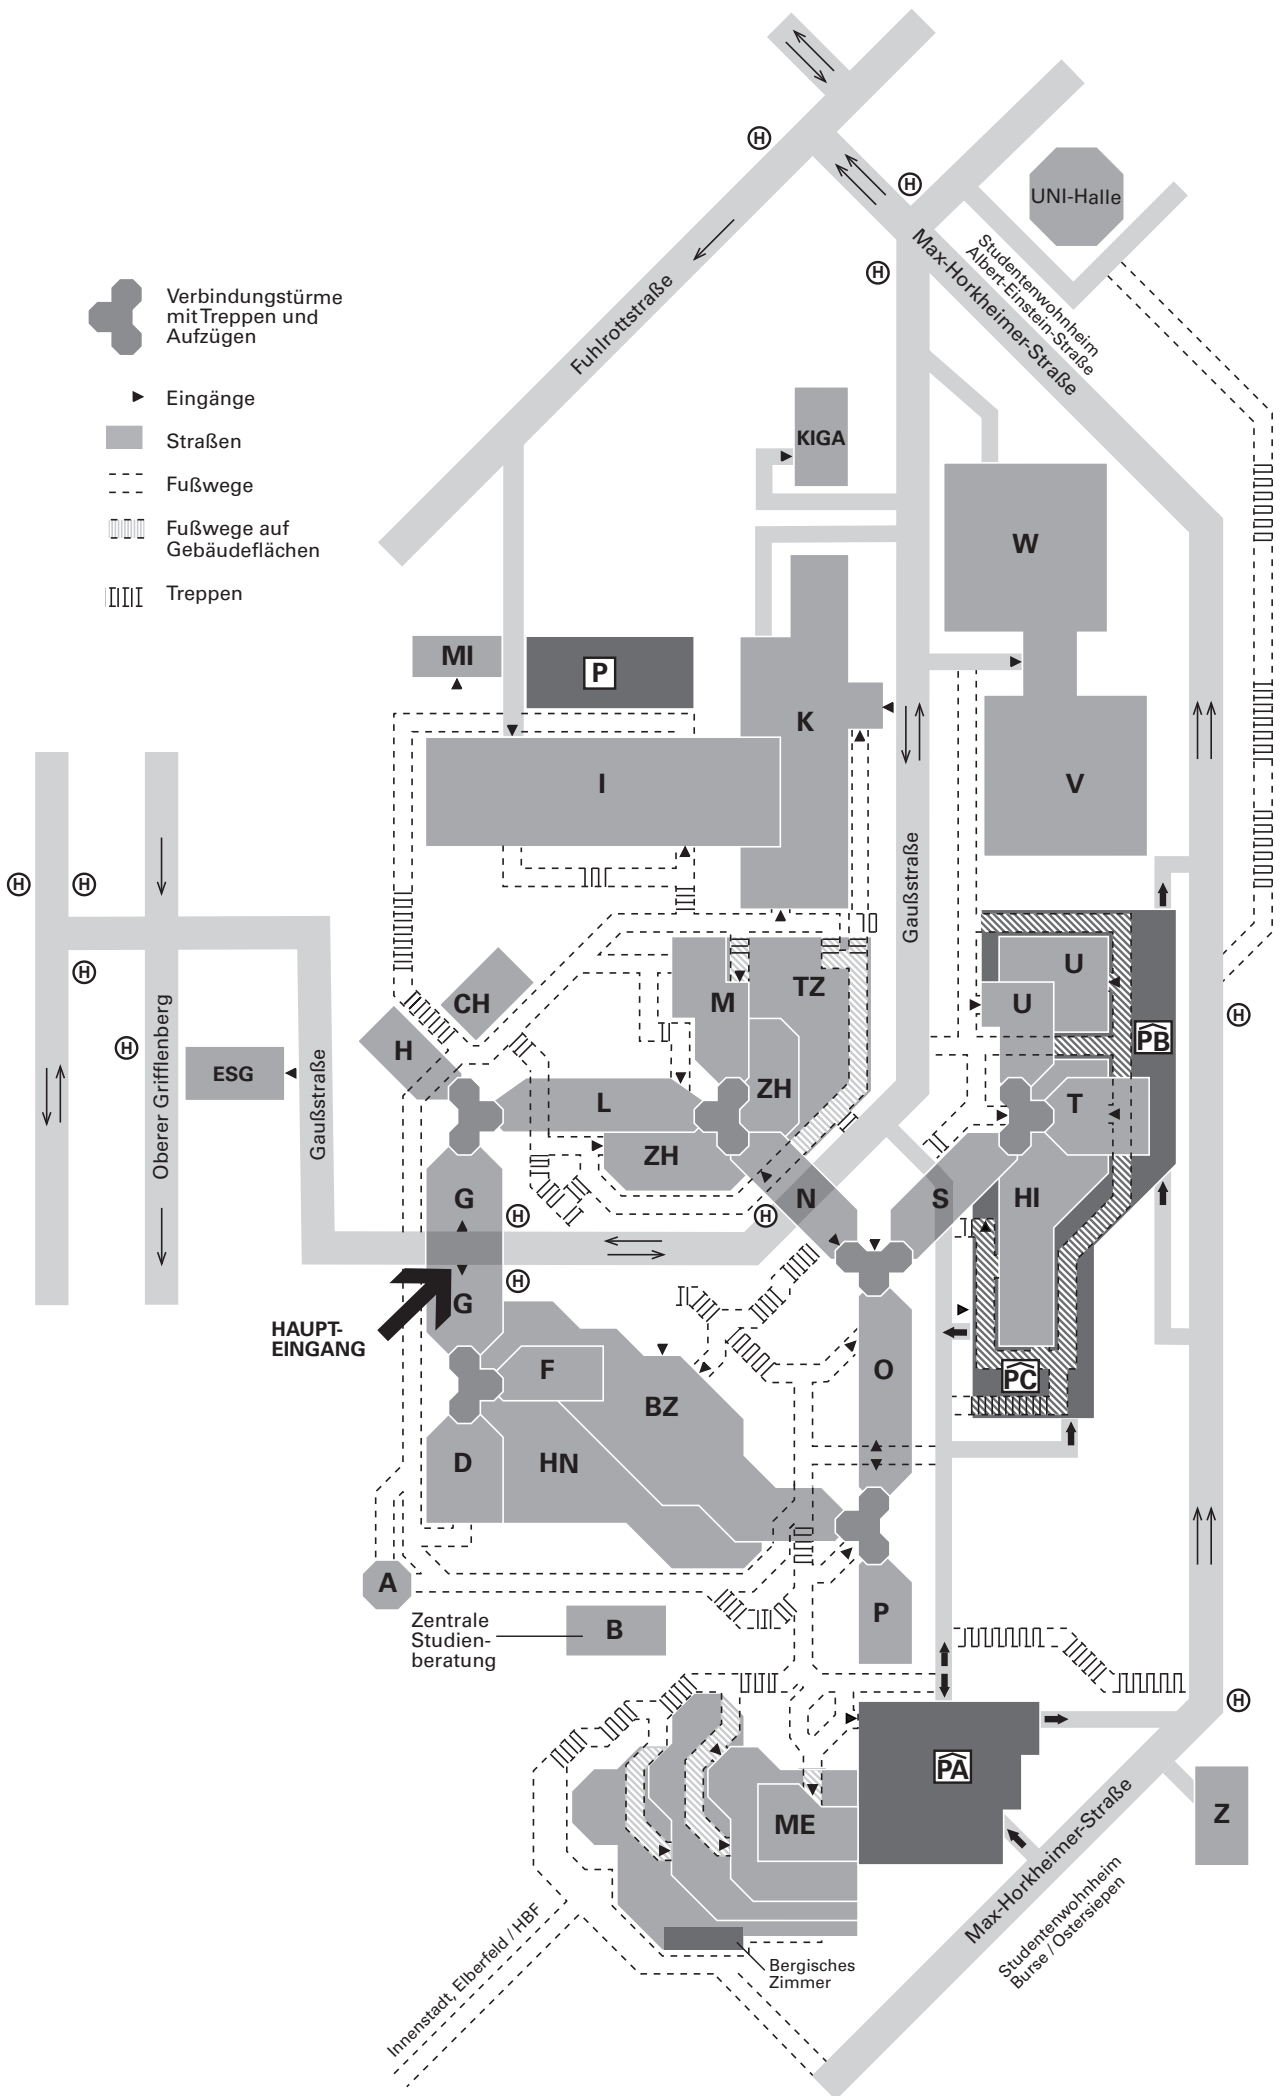 H
H
UNI-Halle
H
Max-Horkheimer-Straße
Studentenwohnheim
Albert-Einstein-Straße
Verbindungstürme
mit Treppen und
Aufzügen
Fuhlrottstraße
Eingänge
KIGA
Straßen
Fußwege
Fußwege auf
Gebäudeflächen
W
Treppen
MI
P
K
I
V
Gaußstraße
H
H
H
U
TZ
CH
M
U
H
PB
H
H
ESG
Gaußstraße
Oberer Grifflenberg
L
ZH
T
ZH
G
N
S
HI
H
H
H
G
HAUPT-
EINGANG
F
O
PC
BZ
D
HN
A
Zentrale
Studien-
beratung
B
P
H
PA
ME
Z
Max-Horkheimer-Straße
Studentenwohnheim
Burse / Ostersiepen
Innenstadt, Elberfeld / HBF
Bergisches
Zimmer